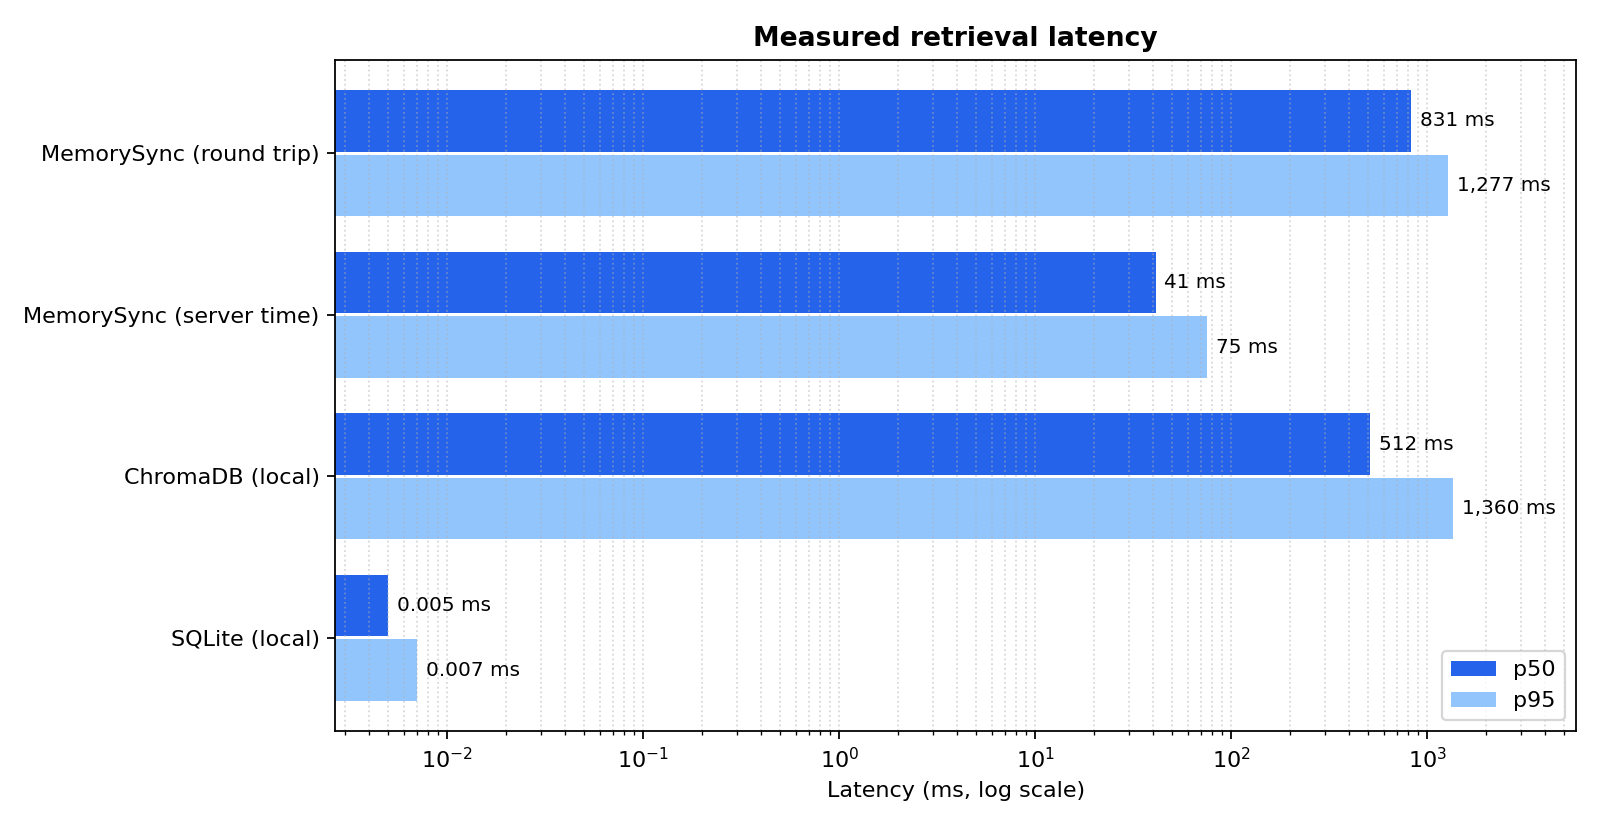 Measured retrieval latency
MemorySync (round trip)
831 ms
1,277 ms
MemorySync (server time)
41 ms
75 ms
ChromaDB (local)
512 ms
1,360 ms
SQLite (local)
0.005 ms
0.007 ms
p50
p95
10⁻² 10⁻¹ 10⁰ 10¹ 10² 10³
Latency (ms, log scale)